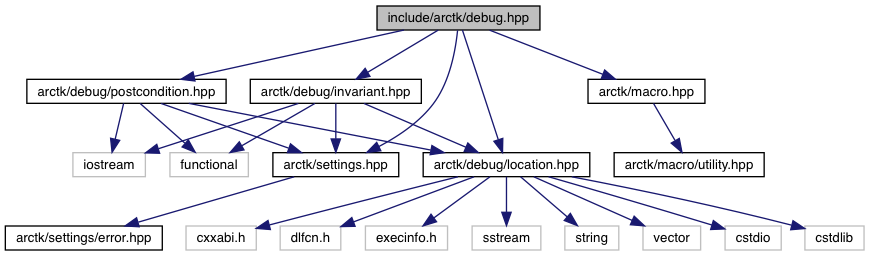 include/arctk/debug.hpp
arctk/debug/postcondition.hpp
arctk/debug/invariant.hpp
arctk/macro.hpp
iostream
functional
arctk/settings.hpp
arctk/debug/location.hpp
arctk/macro/utility.hpp
arctk/settings/error.hpp
cxxabi.h
dlfcn.h
execinfo.h
sstream
string
vector
cstdio
cstdlib